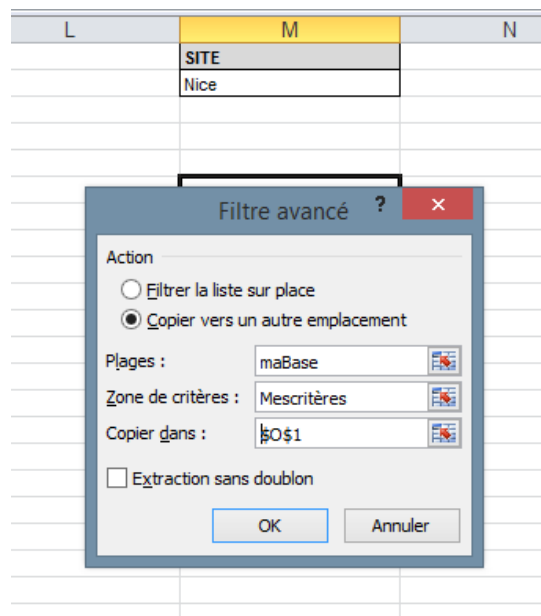 L M N
SITE
Nice
Filtre avancé ? ×
Action
Filtrer la liste sur place
Copier vers un autre emplacement
Plages : maBase
Zone de critères : Mescritères
Copier dans : $O$1
Extraction sans doublon
OK Annuler